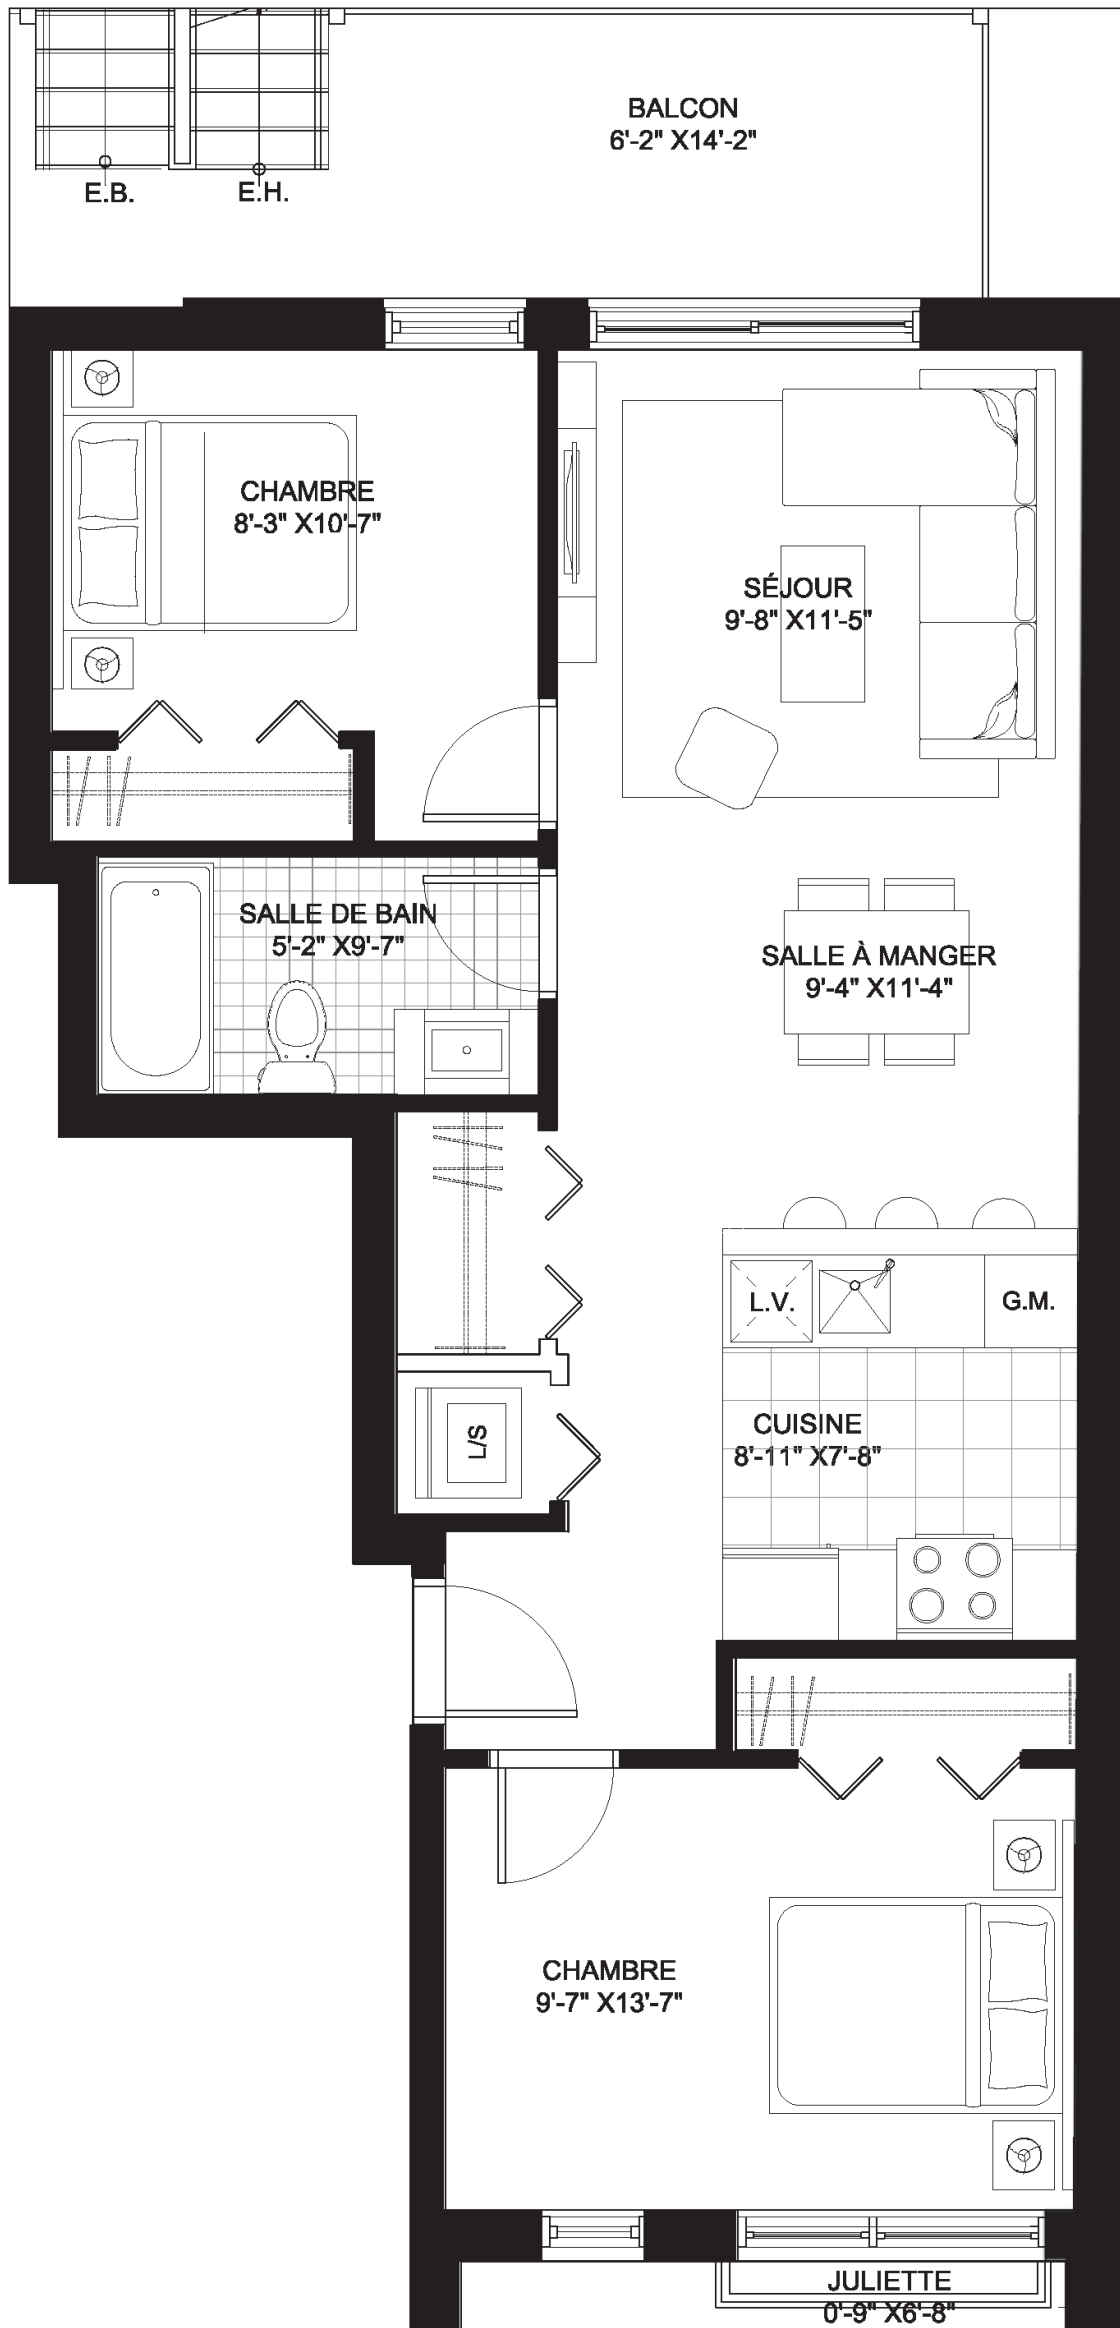 BALCON
6'-2" X14'-2"
E.B.
E.H.
CHAMBRE
8'-3" X10'-7"
SÉJOUR
9'-8" X11'-5"
SALLE DE BAIN
5'-2" X9'-7"
SALLE À MANGER
9'-4" X11'-4"
L.V.
G.M.
CUISINE
8'-11" X7'-8"
L/S
CHAMBRE
9'-7" X13'-7"
JULIETTE
0'-9" X6'-8"